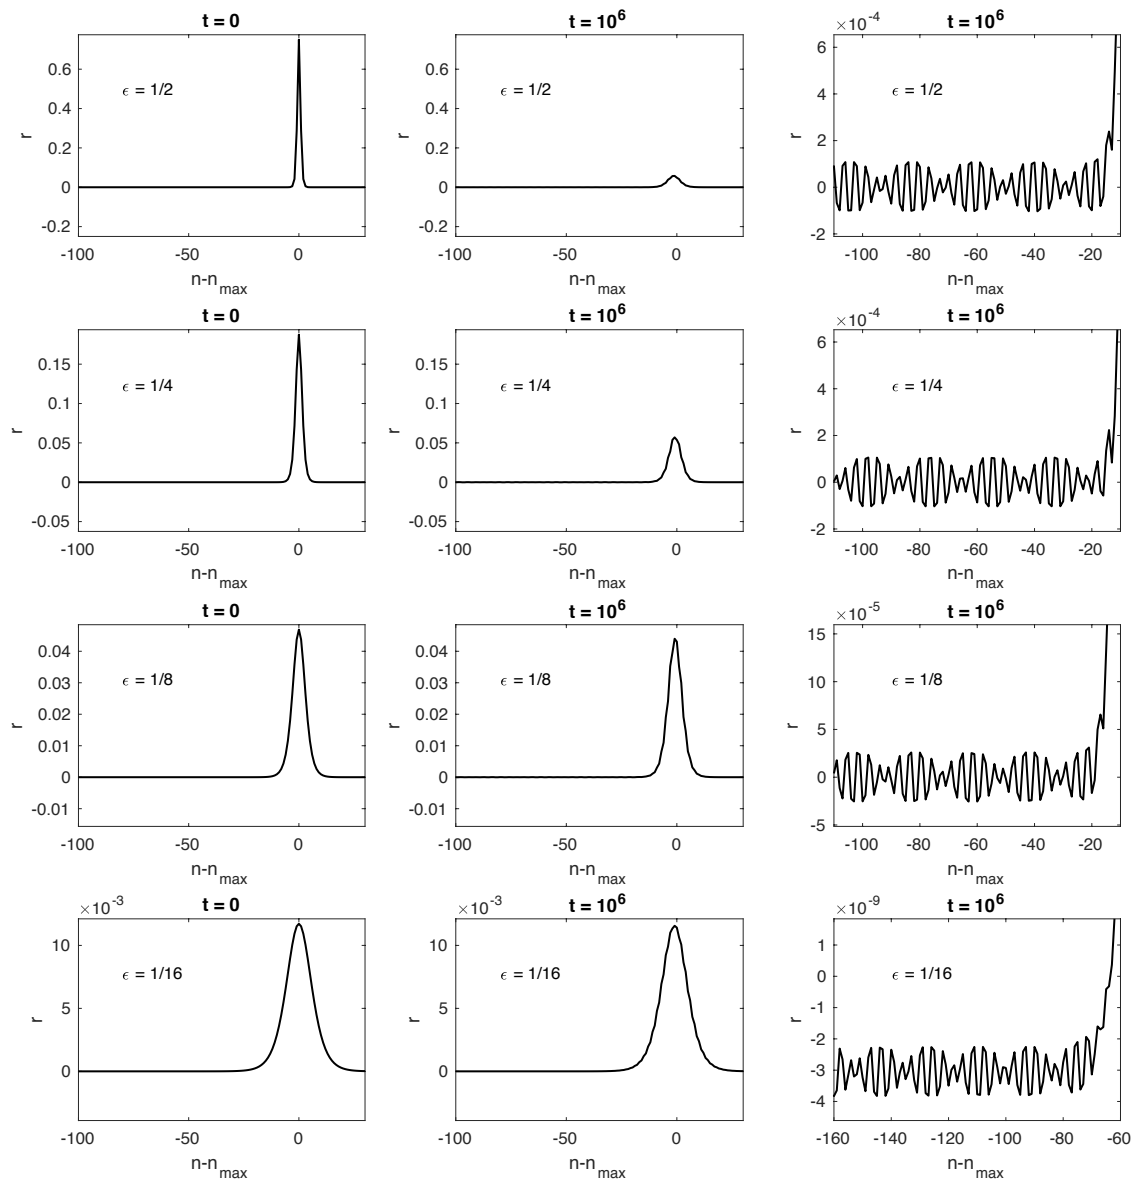 t = 0
ϵ = 1/2
r
0.6
0.4
0.2
0
-0.2
-100
-50
0
n-n_max
t = 10^6
ϵ = 1/2
r
0.6
0.4
0.2
0
-0.2
-100
-50
0
n-n_max
×10^-4
t = 10^6
ϵ = 1/2
r
6
4
2
0
-2
-100
-80
-60
-40
-20
n-n_max
t = 0
ϵ = 1/4
r
0.15
0.1
0.05
0
-0.05
-100
-50
0
n-n_max
t = 10^6
ϵ = 1/4
r
0.15
0.1
0.05
0
-0.05
-100
-50
0
n-n_max
×10^-4
t = 10^6
ϵ = 1/4
r
6
4
2
0
-2
-100
-80
-60
-40
-20
n-n_max
t = 0
ϵ = 1/8
r
0.04
0.03
0.02
0.01
0
-0.01
-100
-50
0
n-n_max
t = 10^6
ϵ = 1/8
r
0.04
0.03
0.02
0.01
0
-0.01
-100
-50
0
n-n_max
×10^-5
t = 10^6
ϵ = 1/8
r
15
10
5
0
-5
-100
-80
-60
-40
-20
n-n_max
×10^-3
t = 0
ϵ = 1/16
r
10
5
0
-100
-50
0
n-n_max
×10^-3
t = 10^6
ϵ = 1/16
r
10
5
0
-100
-50
0
n-n_max
×10^-9
t = 10^6
ϵ = 1/16
r
1
0
-1
-2
-3
-4
-160
-140
-120
-100
-80
-60
n-n_max